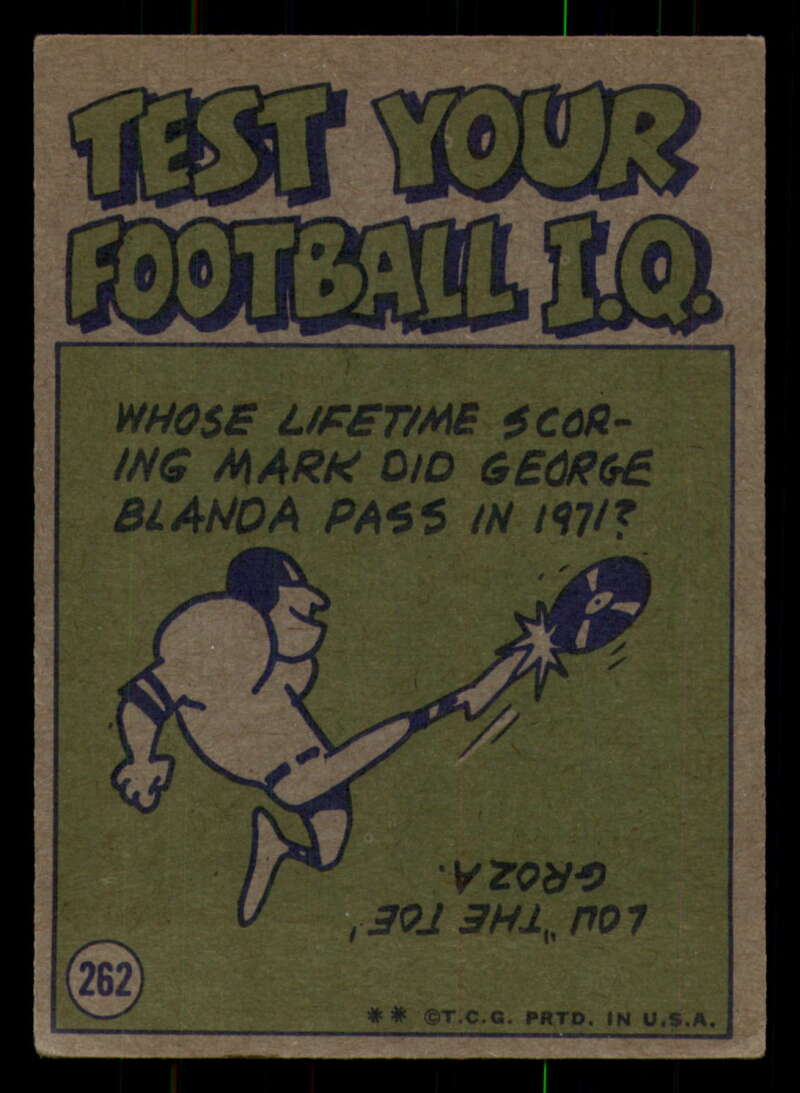 TEST YOUR
FOOTBALL I.Q.
WHOSE LIFETIME SCOR-
ING MARK DID GEORGE
BLANDA PASS IN 1971?
LOU "THE TOE'
GROZA.
262
** ©T.C.G. PRTD. IN U.S.A.